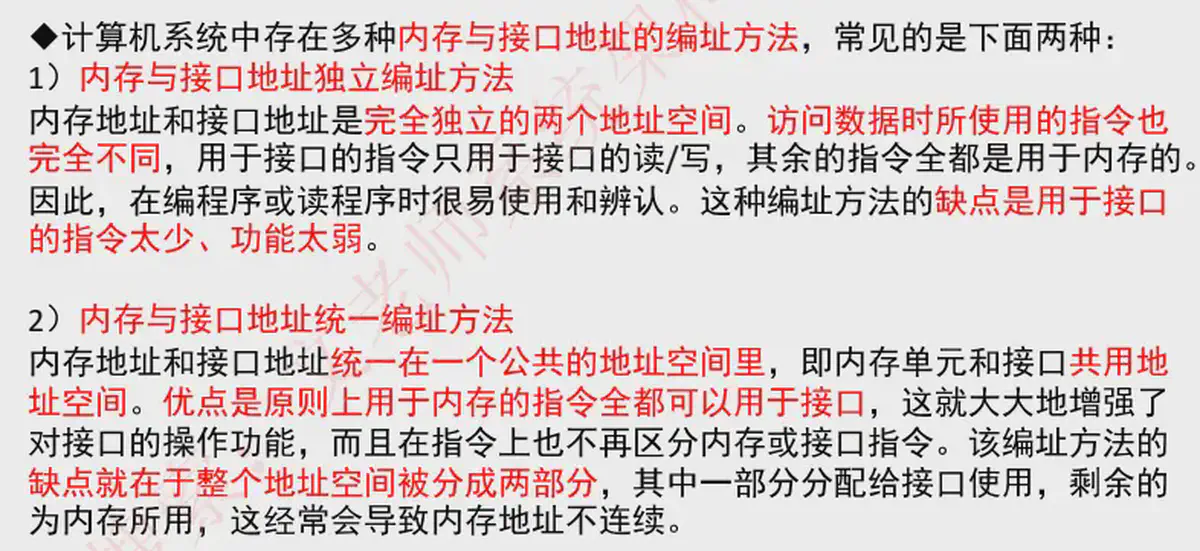 ◆计算机系统中存在多种内存与接口地址的编址方法，常见的是下面两种：
1）内存与接口地址独立编址方法
内存地址和接口地址是完全独立的两个地址空间。访问数据时所使用的指令也
完全不同，用于接口的指令只用于接口的读/写，其余的指令全都是用于内存的。
因此，在编程序或读程序时很易使用和辨认。这种编址方法的缺点是用于接口
的指令太少、功能太弱。
2）内存与接口地址统一编址方法
内存地址和接口地址统一在一个公共的地址空间里，即内存单元和接口共用地
址空间。优点是原则上用于内存的指令全都可以用于接口，这就大大地增强了
对接口的操作功能，而且在指令上也不再区分内存或接口指令。该编址方法的
缺点就在于整个地址空间被分成两部分，其中一部分分配给接口使用，剩余的
为内存所用，这经常会导致内存地址不连续。